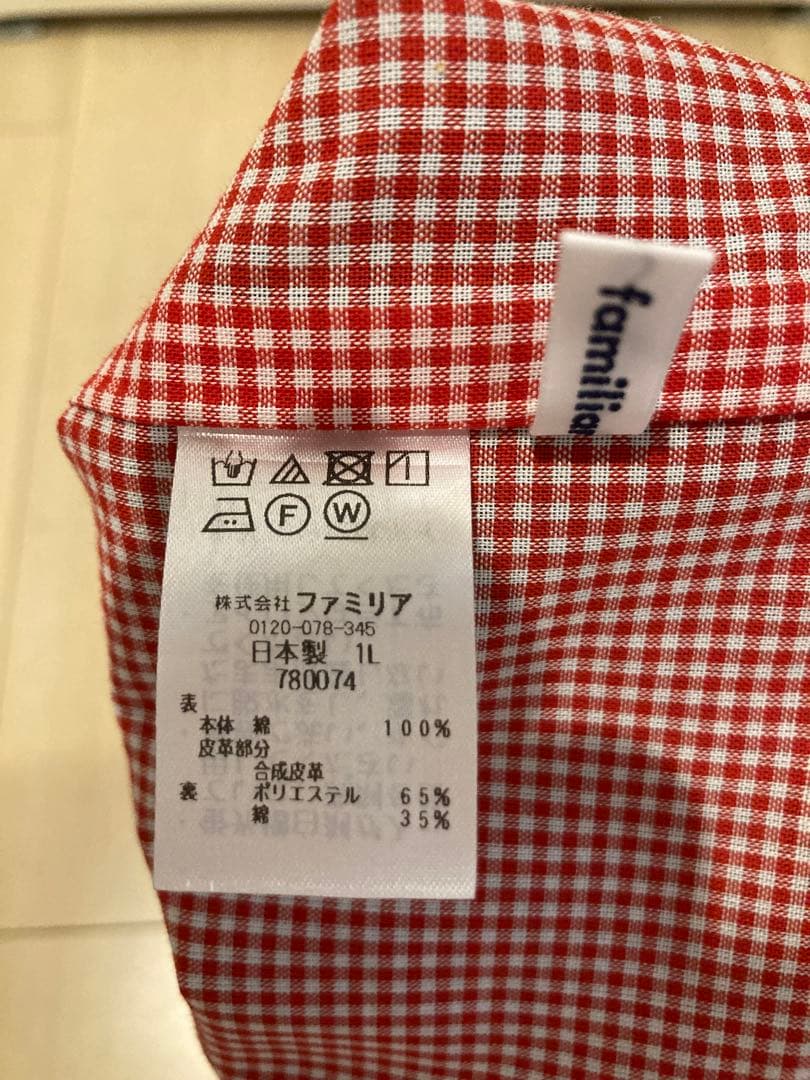 familia
F W
株式会社 ファミリア
0120-078-345
日本製 1L
780074
表
本体 綿 100%
皮革部分
合成皮革
裏 ポリエステル 65%
綿 35%